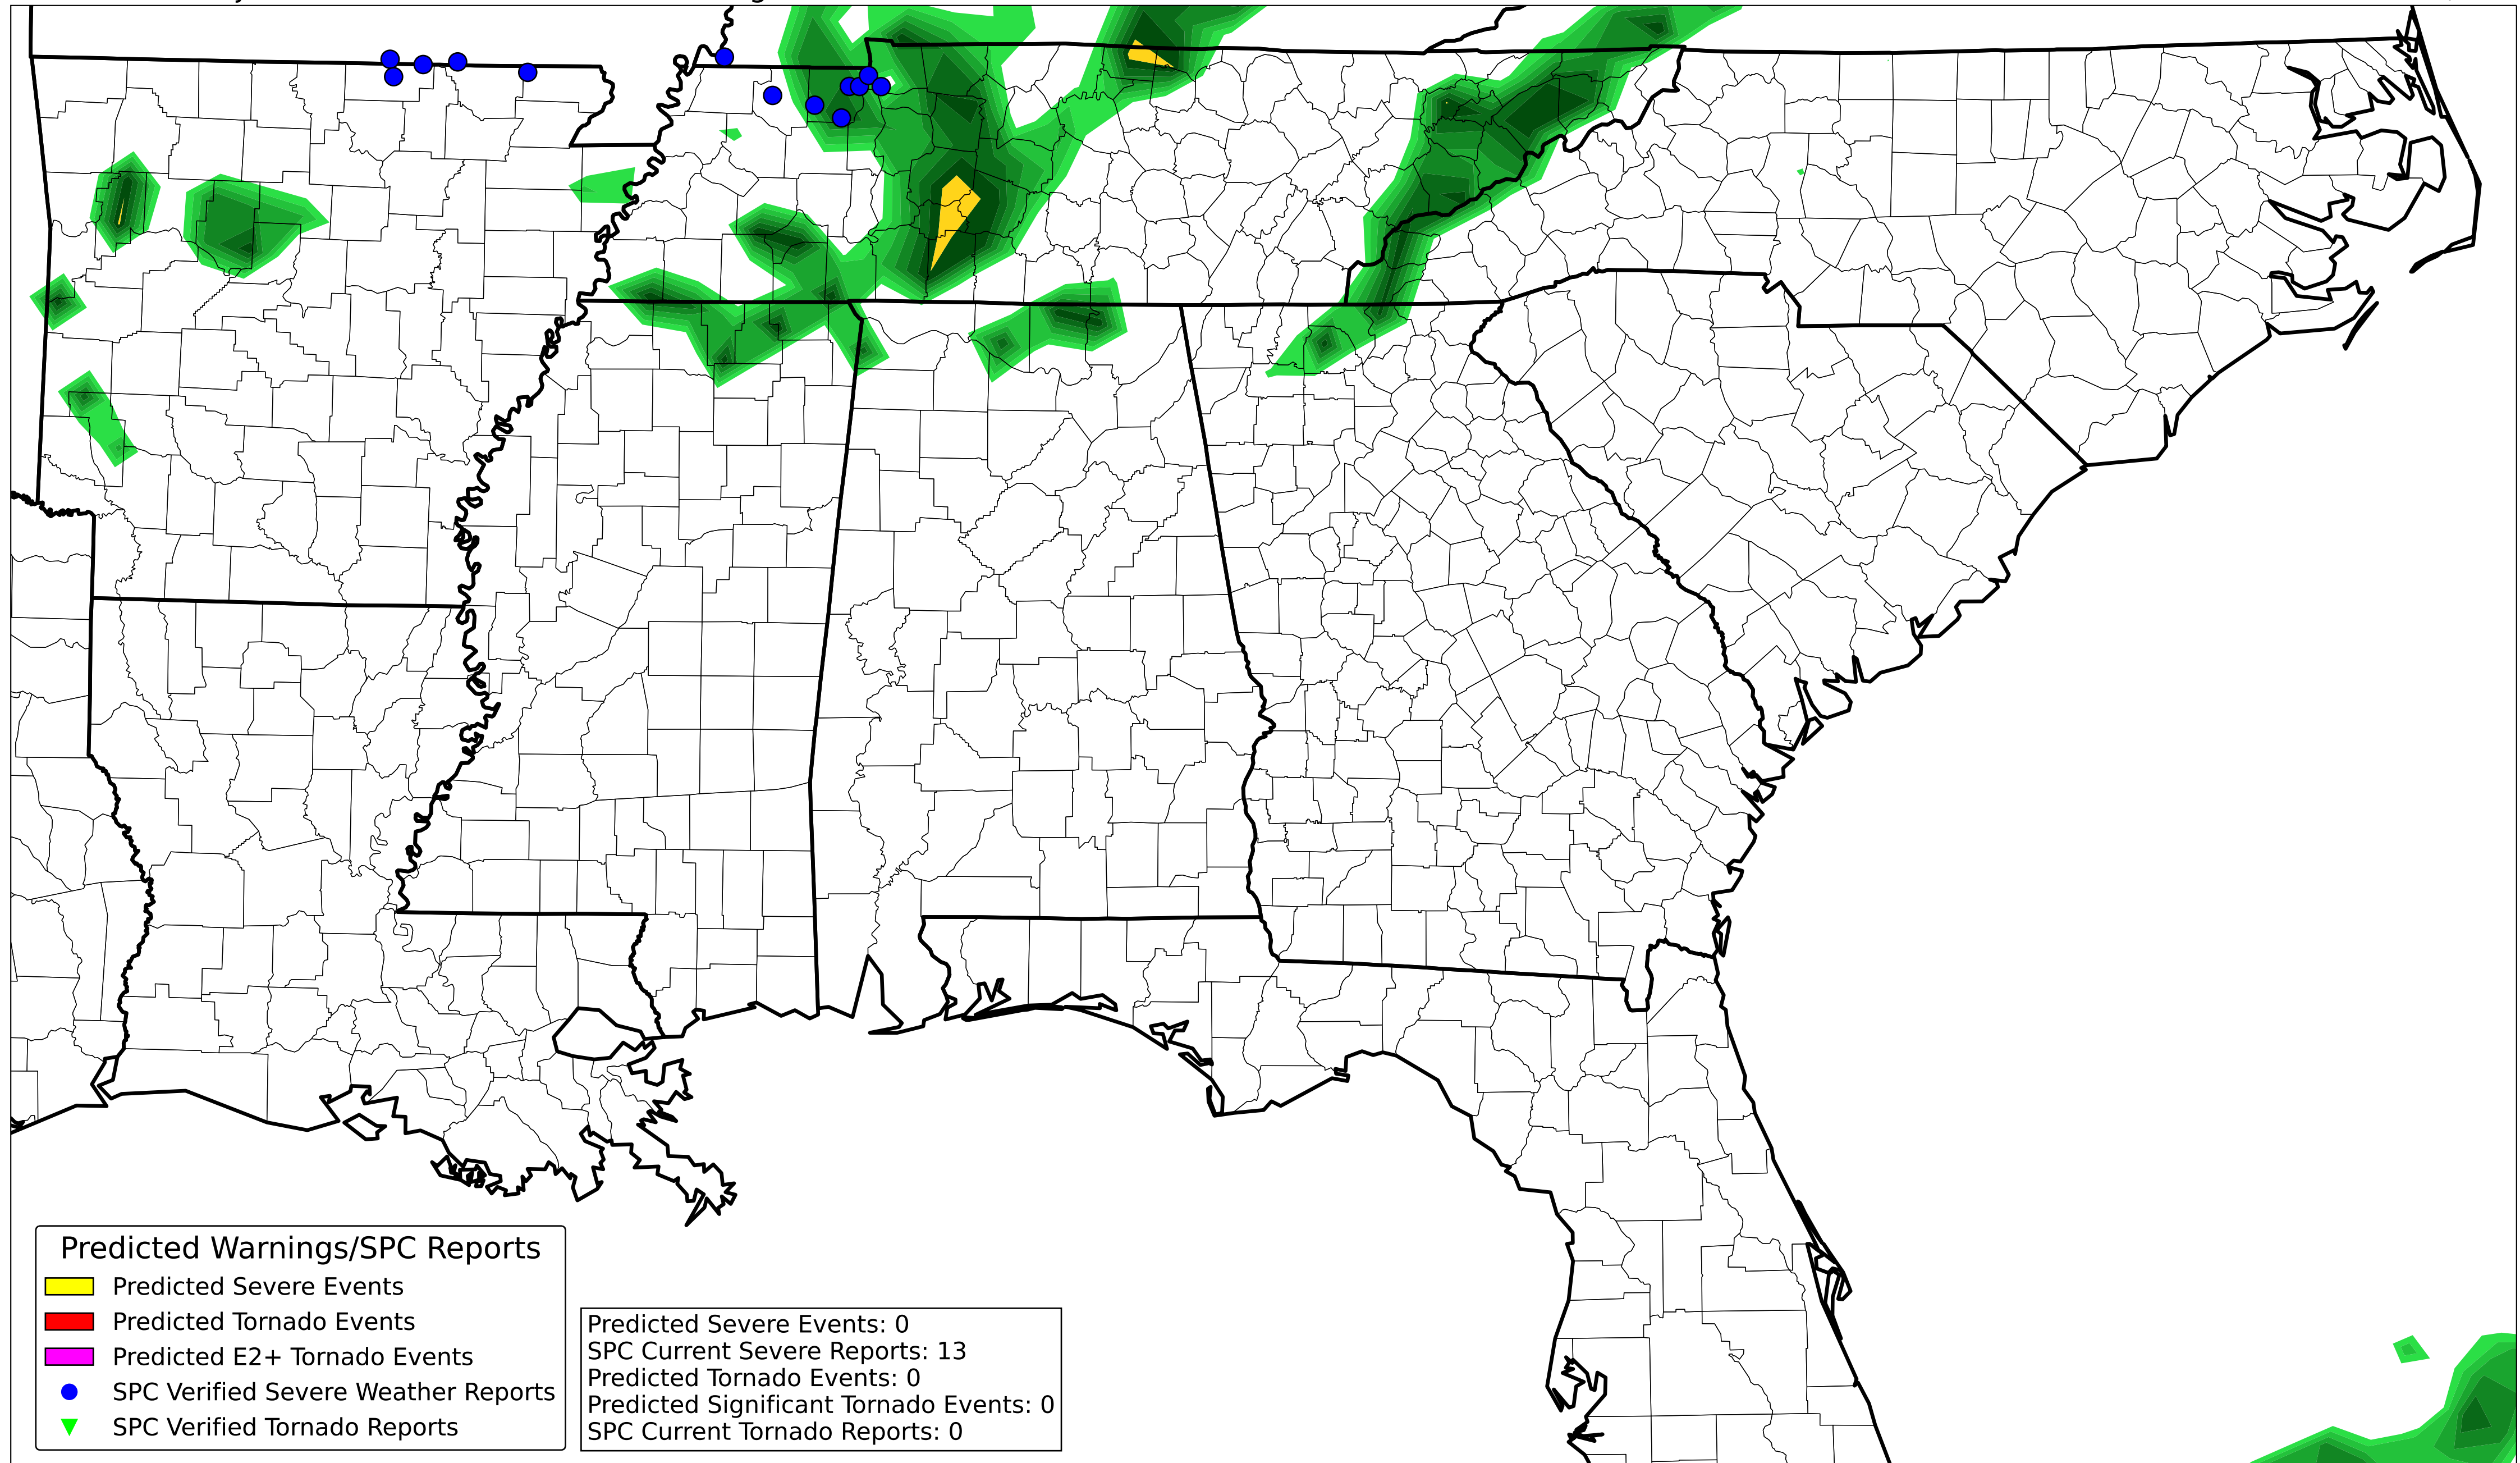 Predicted Warnings/SPC Reports
Predicted Severe Events
Predicted Tornado Events
Predicted E2+ Tornado Events
SPC Verified Severe Weather Reports
SPC Verified Tornado Reports
Predicted Severe Events: 0
SPC Current Severe Reports: 13
Predicted Tornado Events: 0
Predicted Significant Tornado Events: 0
SPC Current Tornado Reports: 0